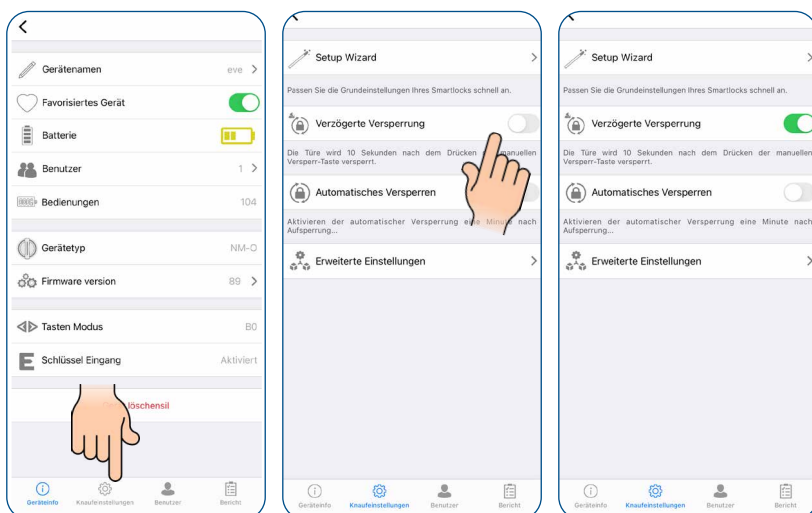 Gerätenamen eve
Favorisiertes Gerät
Batterie
Benutzer 1
Bedienungen 104
Gerätetyp NM-O
Firmware version 89
Tasten Modus B0
E Schlüssel Eingang Aktiviert
löschensil
Geräteinfo Knaufeinstellungen Benutzer Bericht
Setup Wizard
Passen Sie die Grundeinstellungen Ihres Smartlocks schnell an.
Verzögerte Versperrung
Die Türe wird 10 Sekunden nach dem Drücken manuellen
Versperr-Taste versperrt.
Automatisches Versperren
Aktivieren der automatischer Versperrung eine Minute nach
Aufsperrung...
Erweiterte Einstellungen
Geräteinfo Knaufeinstellungen Benutzer Bericht
Setup Wizard
Passen Sie die Grundeinstellungen Ihres Smartlocks schnell an.
Verzögerte Versperrung
Die Türe wird 10 Sekunden nach dem Drücken der manuellen
Versperr-Taste versperrt.
Automatisches Versperren
Aktivieren der automatischer Versperrung eine Minute nach
Aufsperrung...
Erweiterte Einstellungen
Geräteinfo Knaufeinstellungen Benutzer Bericht